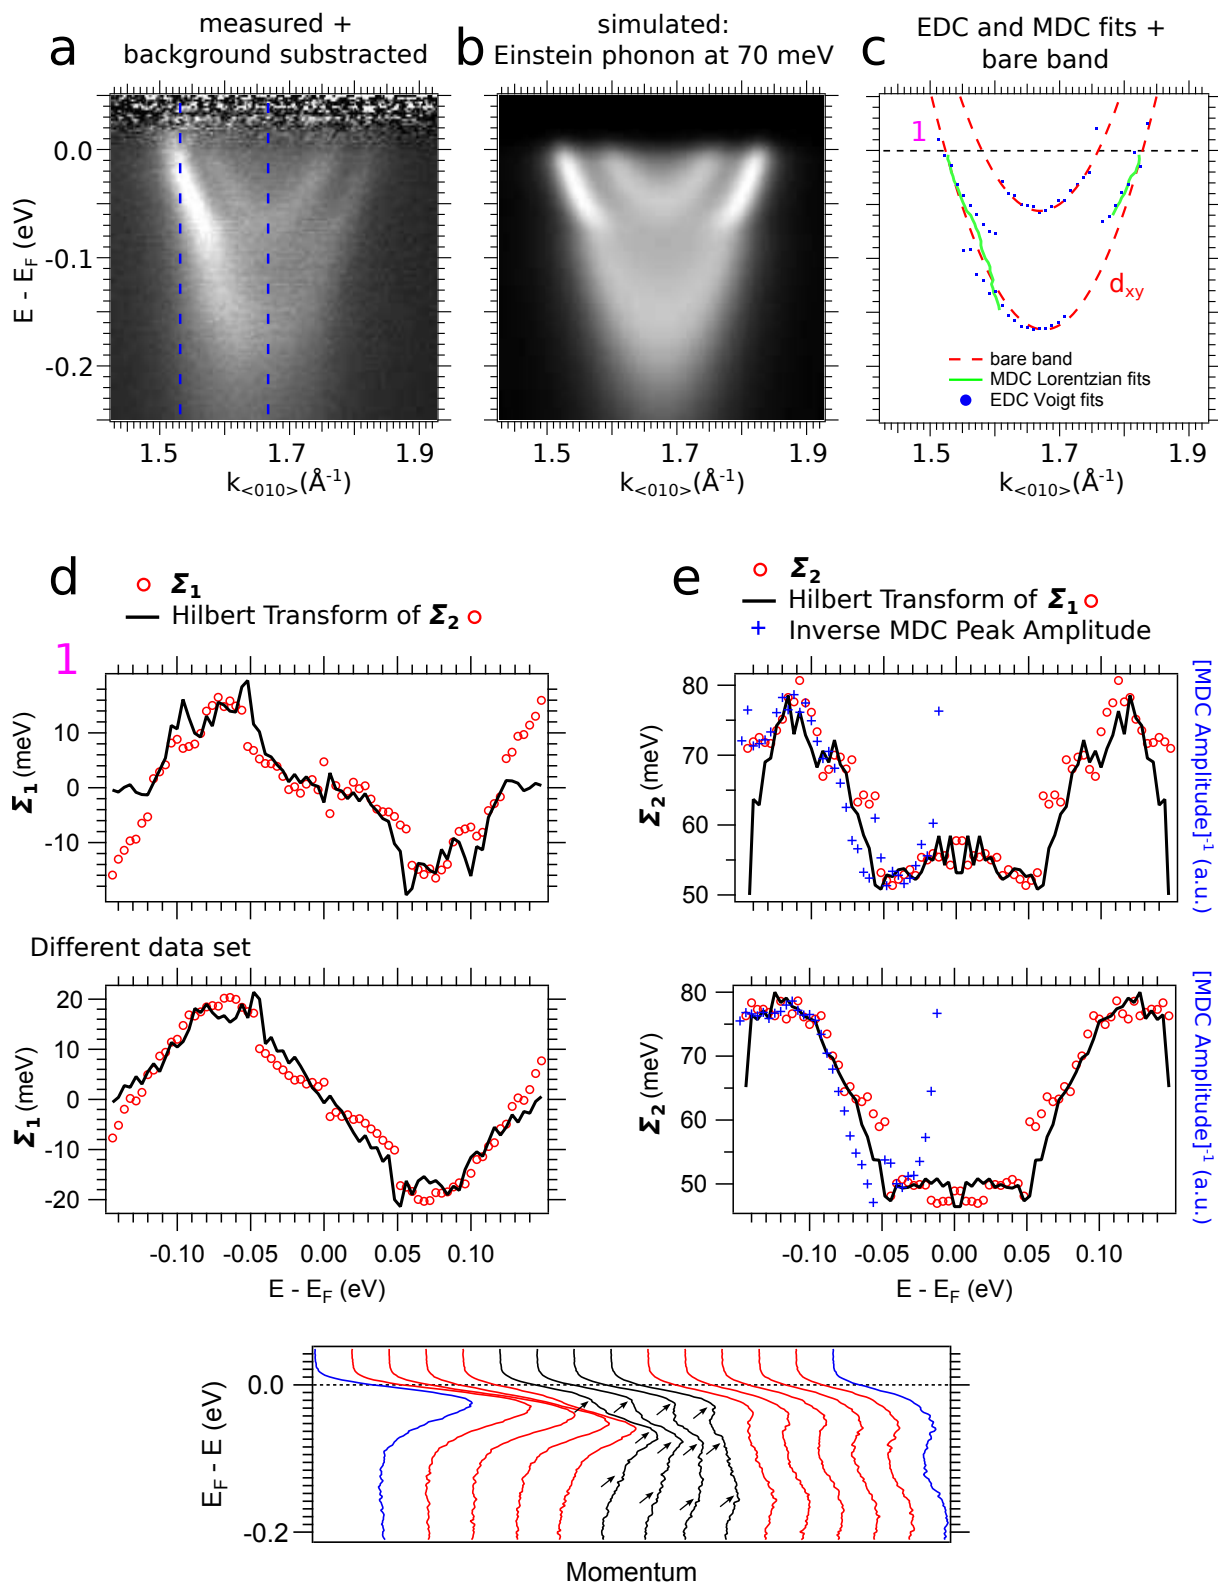 a
measured +
background substracted
b
simulated:
Einstein phonon at 70 meV
c
EDC and MDC fits +
bare band
E - E_F (eV)
0.0
-0.1
-0.2
1.5
1.7
1.9
k<010>(Å⁻¹)
1.5
1.7
1.9
k<010>(Å⁻¹)
1
d_xy
bare band
MDC Lorentzian fits
EDC Voigt fits
1.5
1.7
1.9
k<010>(Å⁻¹)
d
Σ₁
Hilbert Transform of Σ₂
1
Σ₁ (meV)
10
0
-10
e
Σ₂
Hilbert Transform of Σ₁
Inverse MDC Peak Amplitude
Σ₂ (meV)
80
70
60
50
[MDC Amplitude]⁻¹ (a.u.)
Different data set
Σ₁ (meV)
20
10
0
-10
-20
-0.10
-0.05
0.00
0.05
0.10
E - E_F (eV)
Σ₂ (meV)
80
70
60
50
[MDC Amplitude]⁻¹ (a.u.)
-0.10
-0.05
0.00
0.05
0.10
E - E_F (eV)
E_F - E (eV)
0.0
-0.2
Momentum